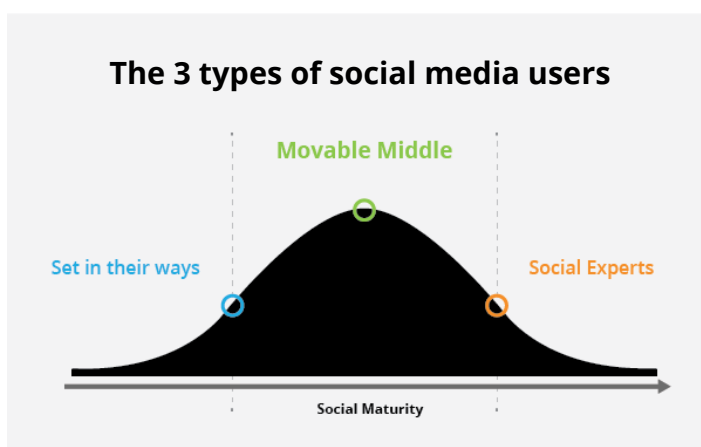 The 3 types of social media users
Movable Middle
Set in their ways
Social Experts
Social Maturity